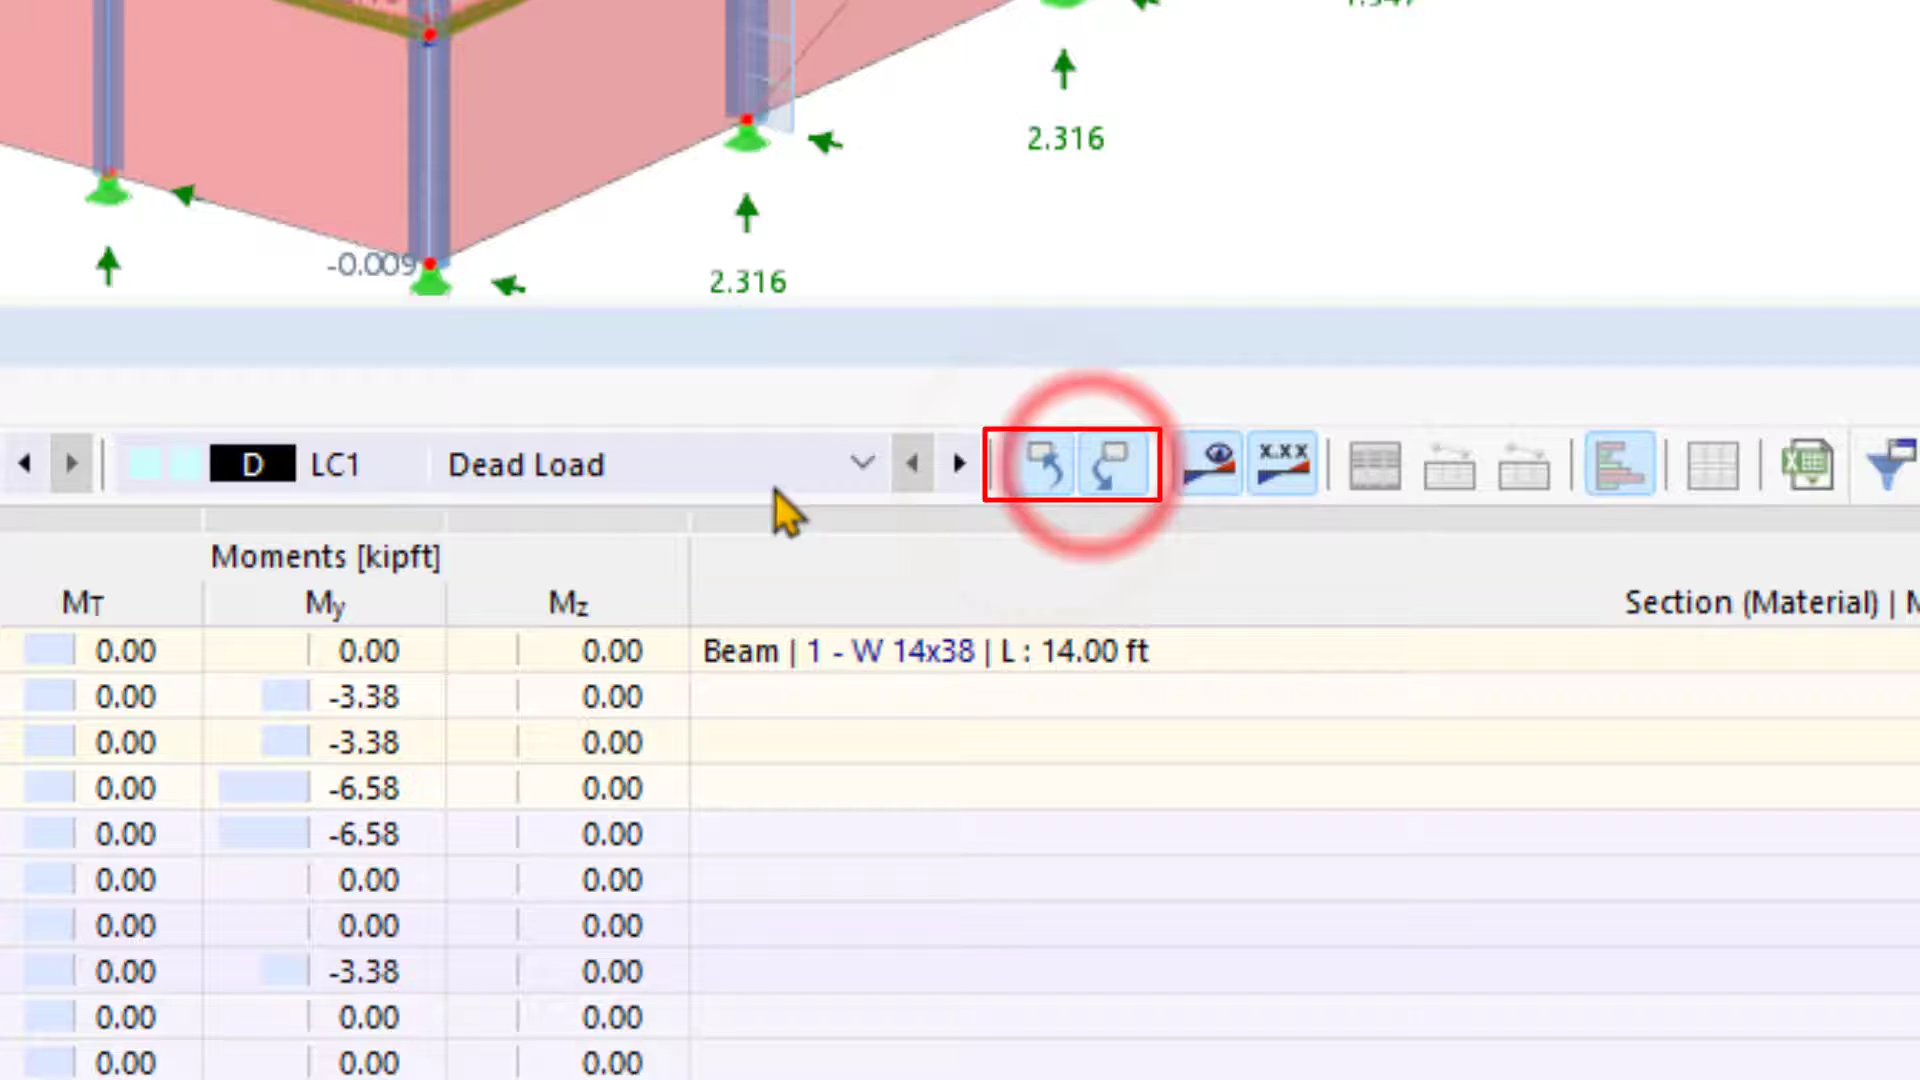 2.316
-0.009
2.316
D LC1 Dead Load
X.XX
Moments [kipft]
MT My Mz Section (Material) |
0.00 0.00 0.00 Beam | 1 - W 14x38 | L : 14.00 ft
0.00 -3.38 0.00
0.00 -3.38 0.00
0.00 -6.58 0.00
0.00 -6.58 0.00
0.00 0.00 0.00
0.00 0.00 0.00
0.00 -3.38 0.00
0.00 0.00 0.00
0.00 0.00 0.00